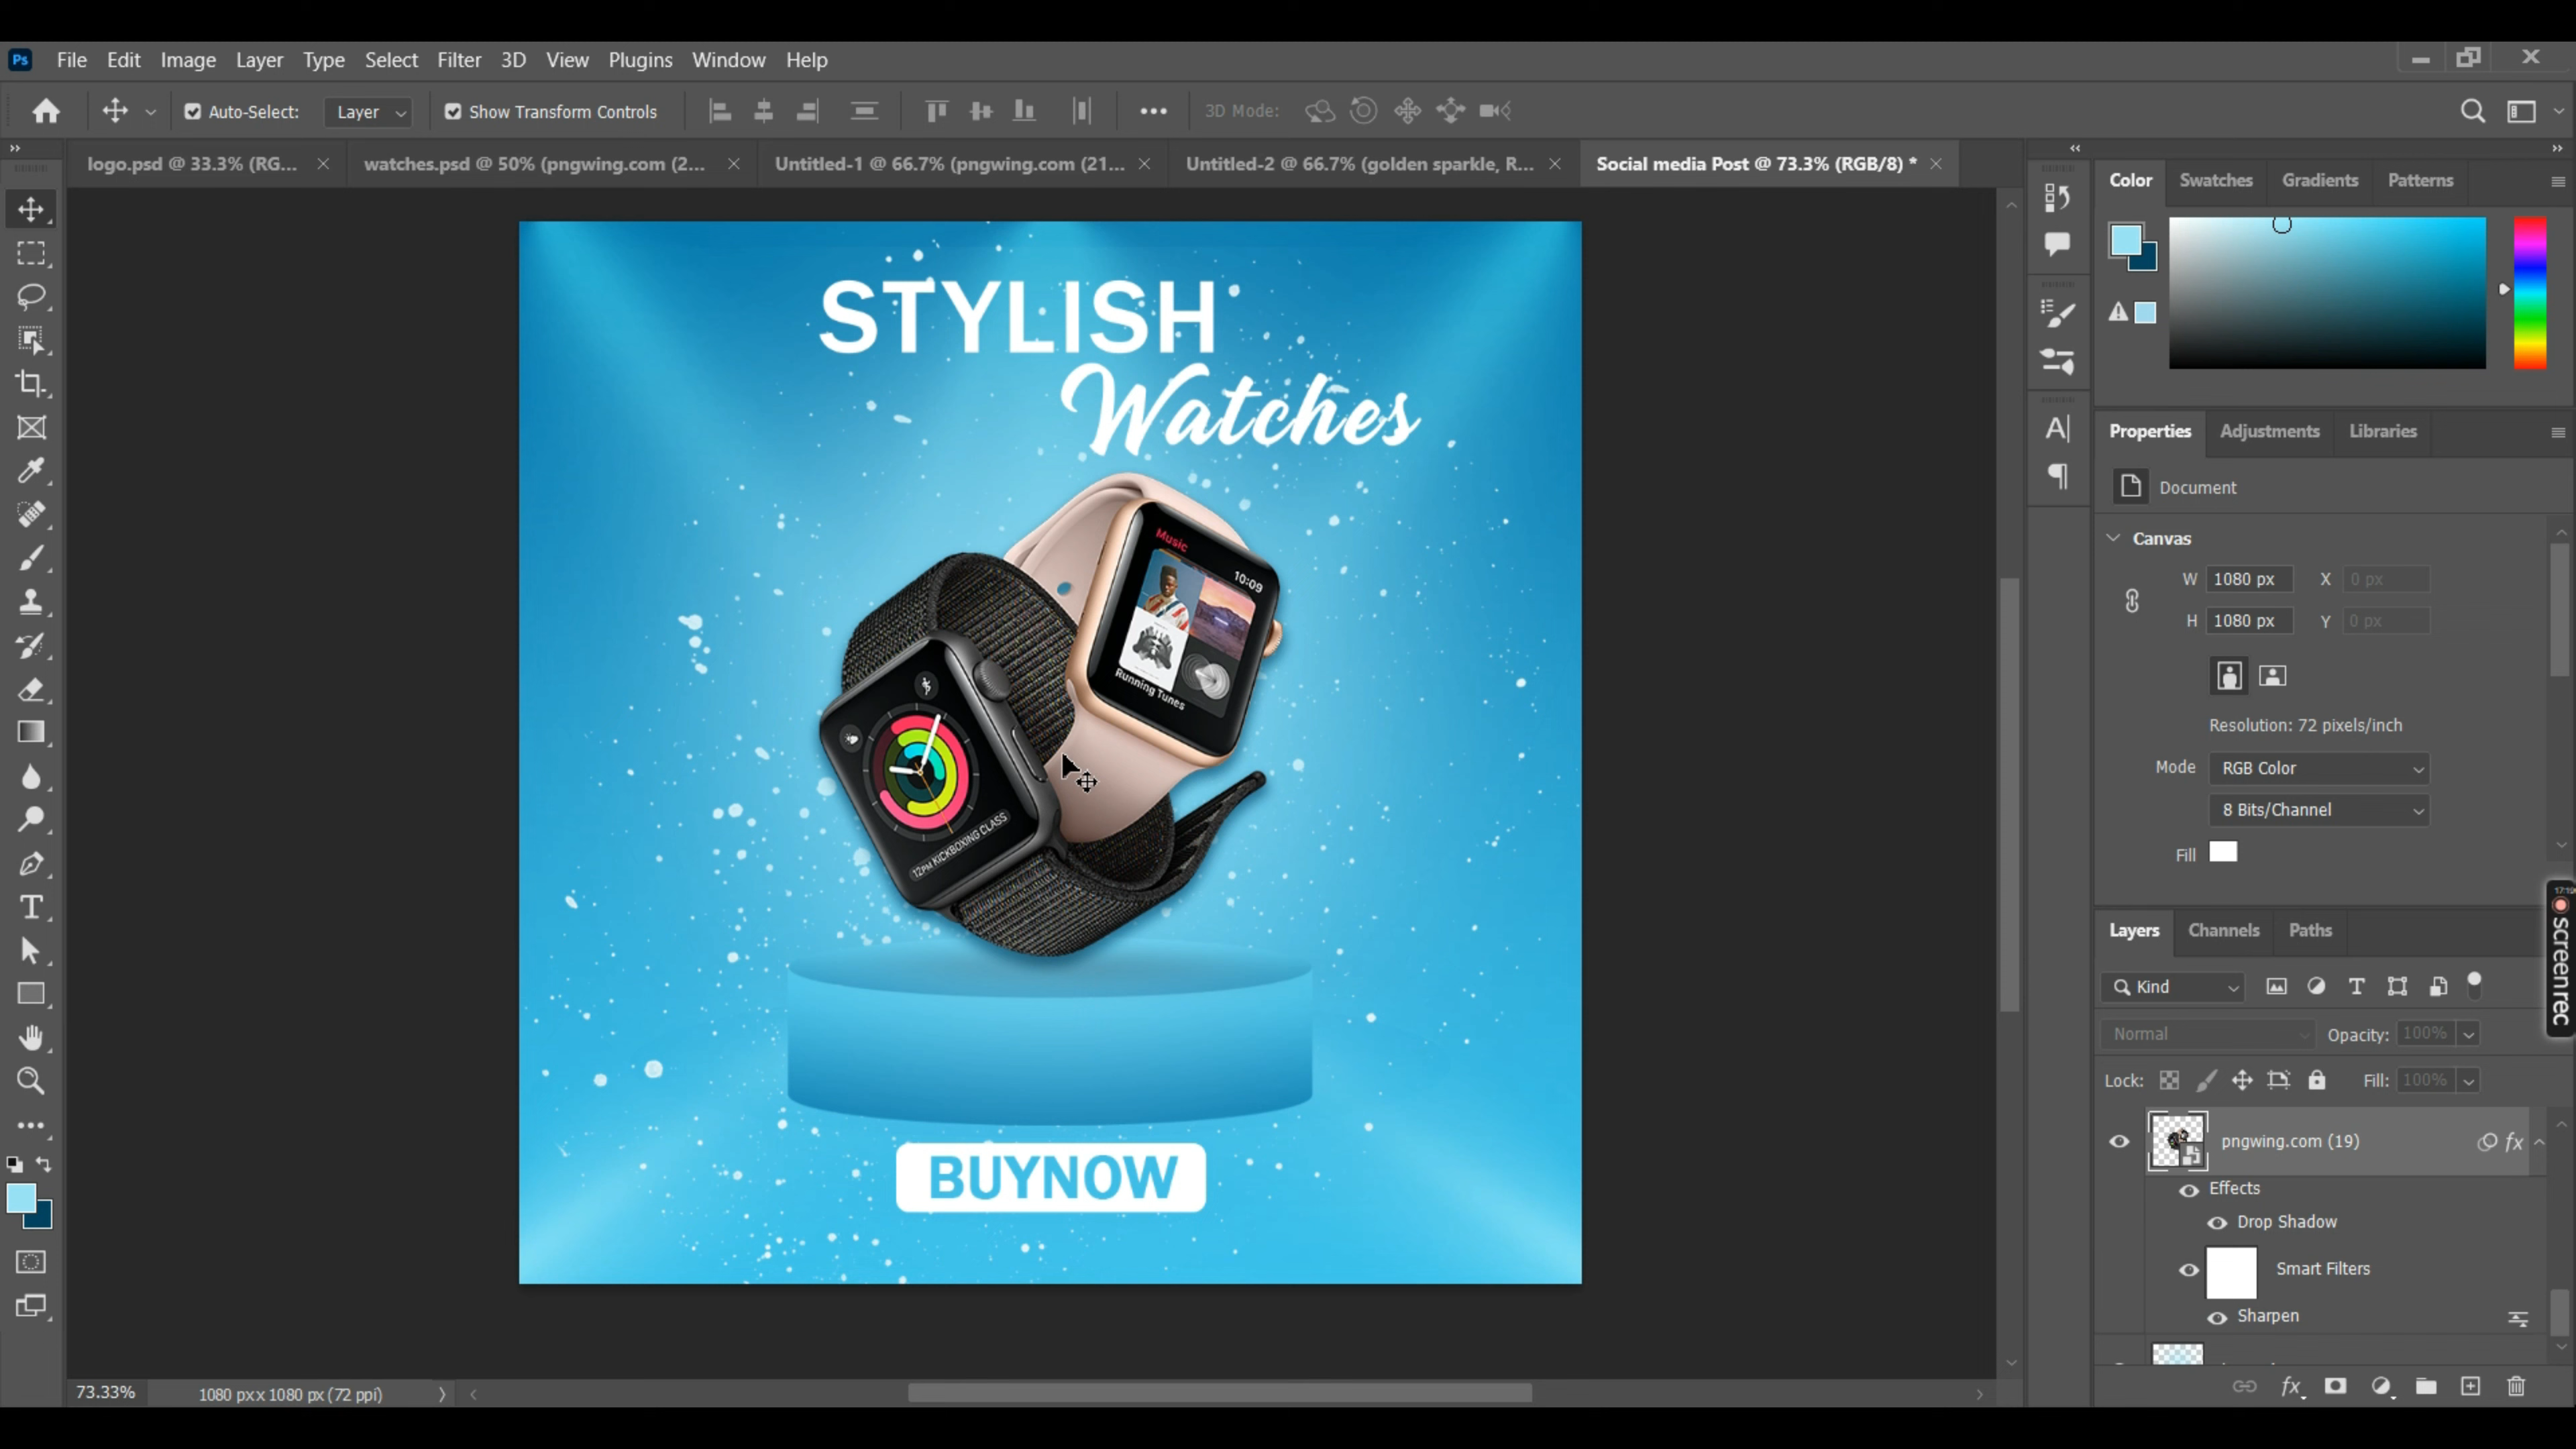 Ps File Edit Image Layer Type Select Filter 3D View Plugins Window Help
Auto-Select: Layer Show Transform Controls 3D Mode:
logo.psd @ 33.3% (RG... watches.psd @ 50% (pngwing.com (2... Untitled-1 @ 66.7% (pngwing.com (21... Untitled-2 @ 66.7% (golden sparkle, R... Social media Post @ 73.3% (RGB/8) *
STYLISH
Watches
Music
10:09
Running Tunes
12PM KICKBOXING CLASS
BUYNOW
Color Swatches Gradients Patterns
Properties Adjustments Libraries
Document
Canvas
W 1080 px X 0 px
H 1080 px Y 0 px
Resolution: 72 pixels/inch
Mode RGB Color
8 Bits/Channel
Fill
screenrec
Layers Channels Paths
Kind
Normal Opacity: 100%
Lock: Fill: 100%
pngwing.com (19) fx
Effects
Drop Shadow
Smart Filters
Sharpen
fx
73.33% 1080 px x 1080 px (72 ppi)